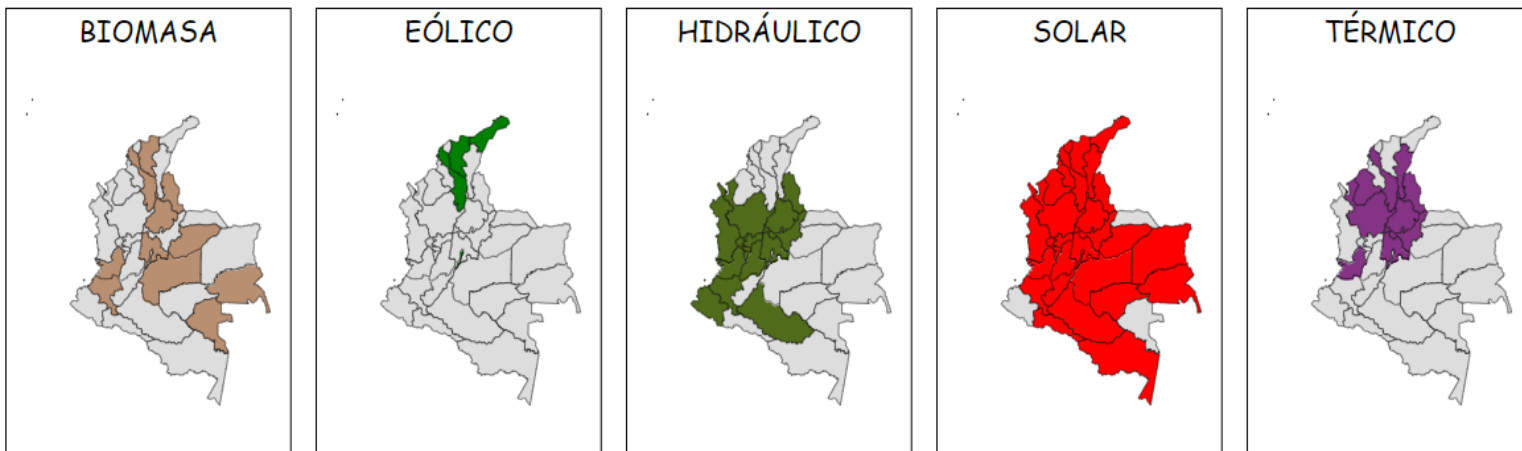 BIOMASA
EÓLICO
HIDRÁULICO
SOLAR
TÉRMICO